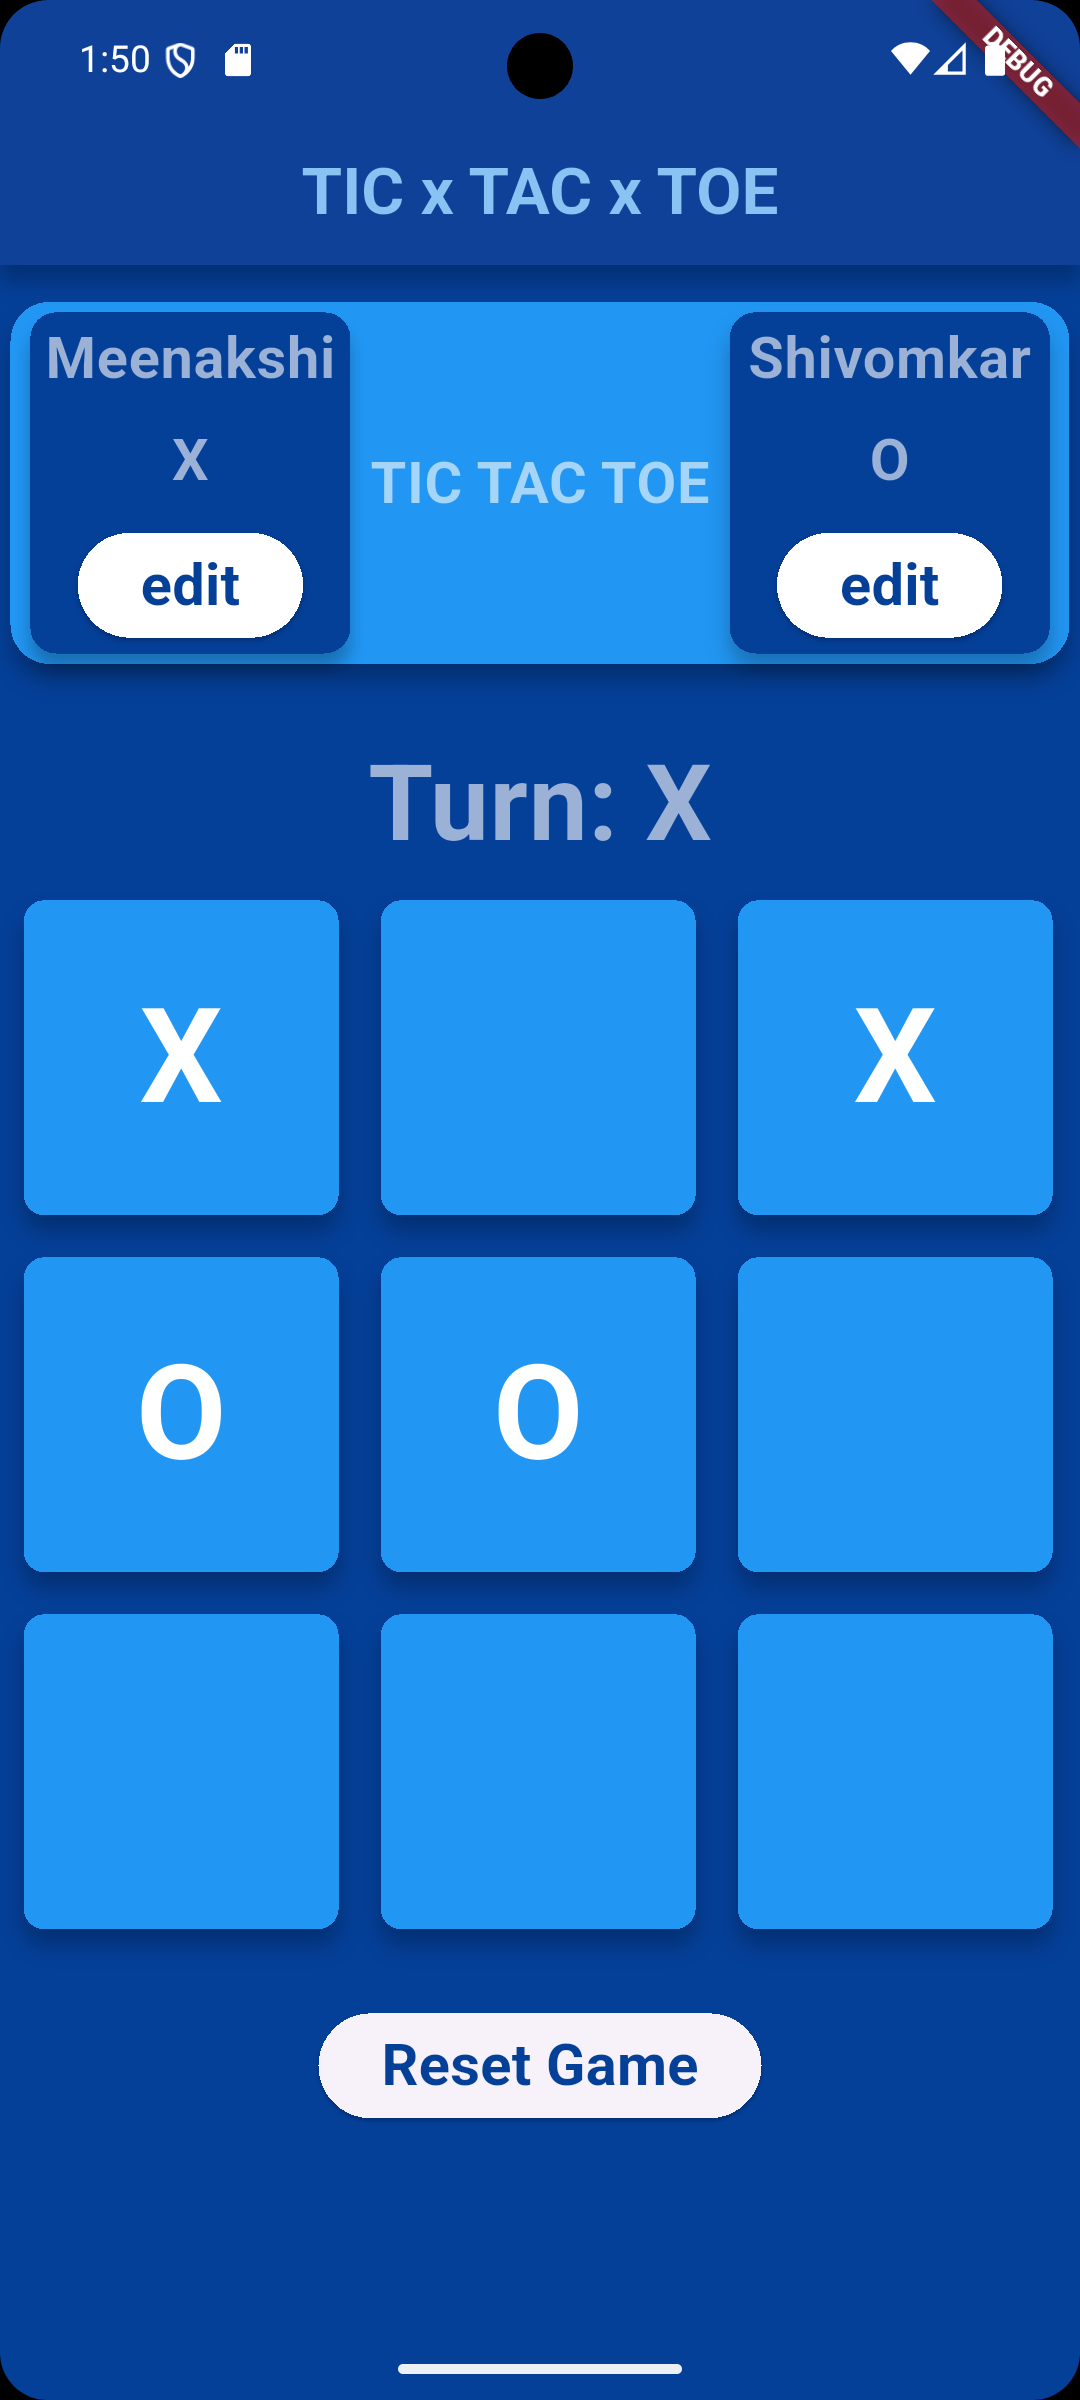 1:50
DEBUG
TIC x TAC x TOE
Meenakshi
X
edit
TIC TAC TOE
Shivomkar
O
edit
Turn: X
X X
O O
Reset Game